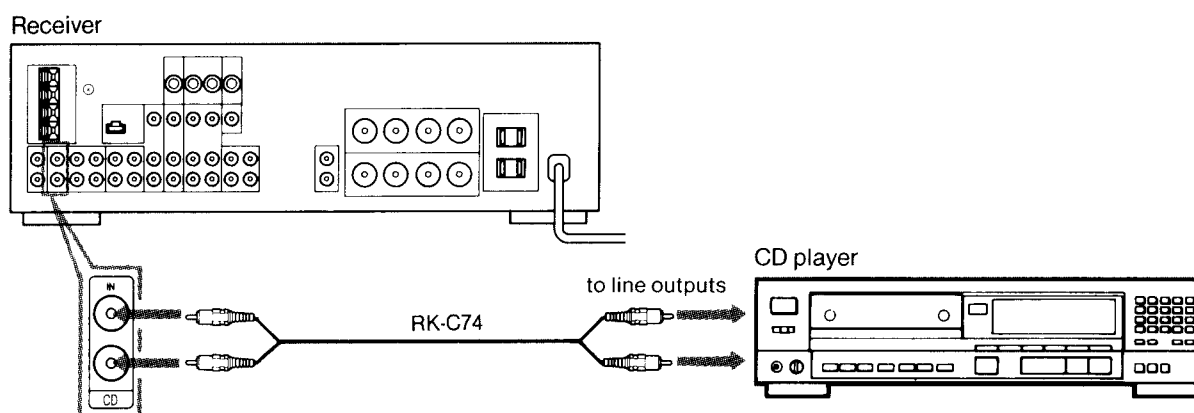 Receiver
CD player
to line outputs
IN
RK-C74
CD